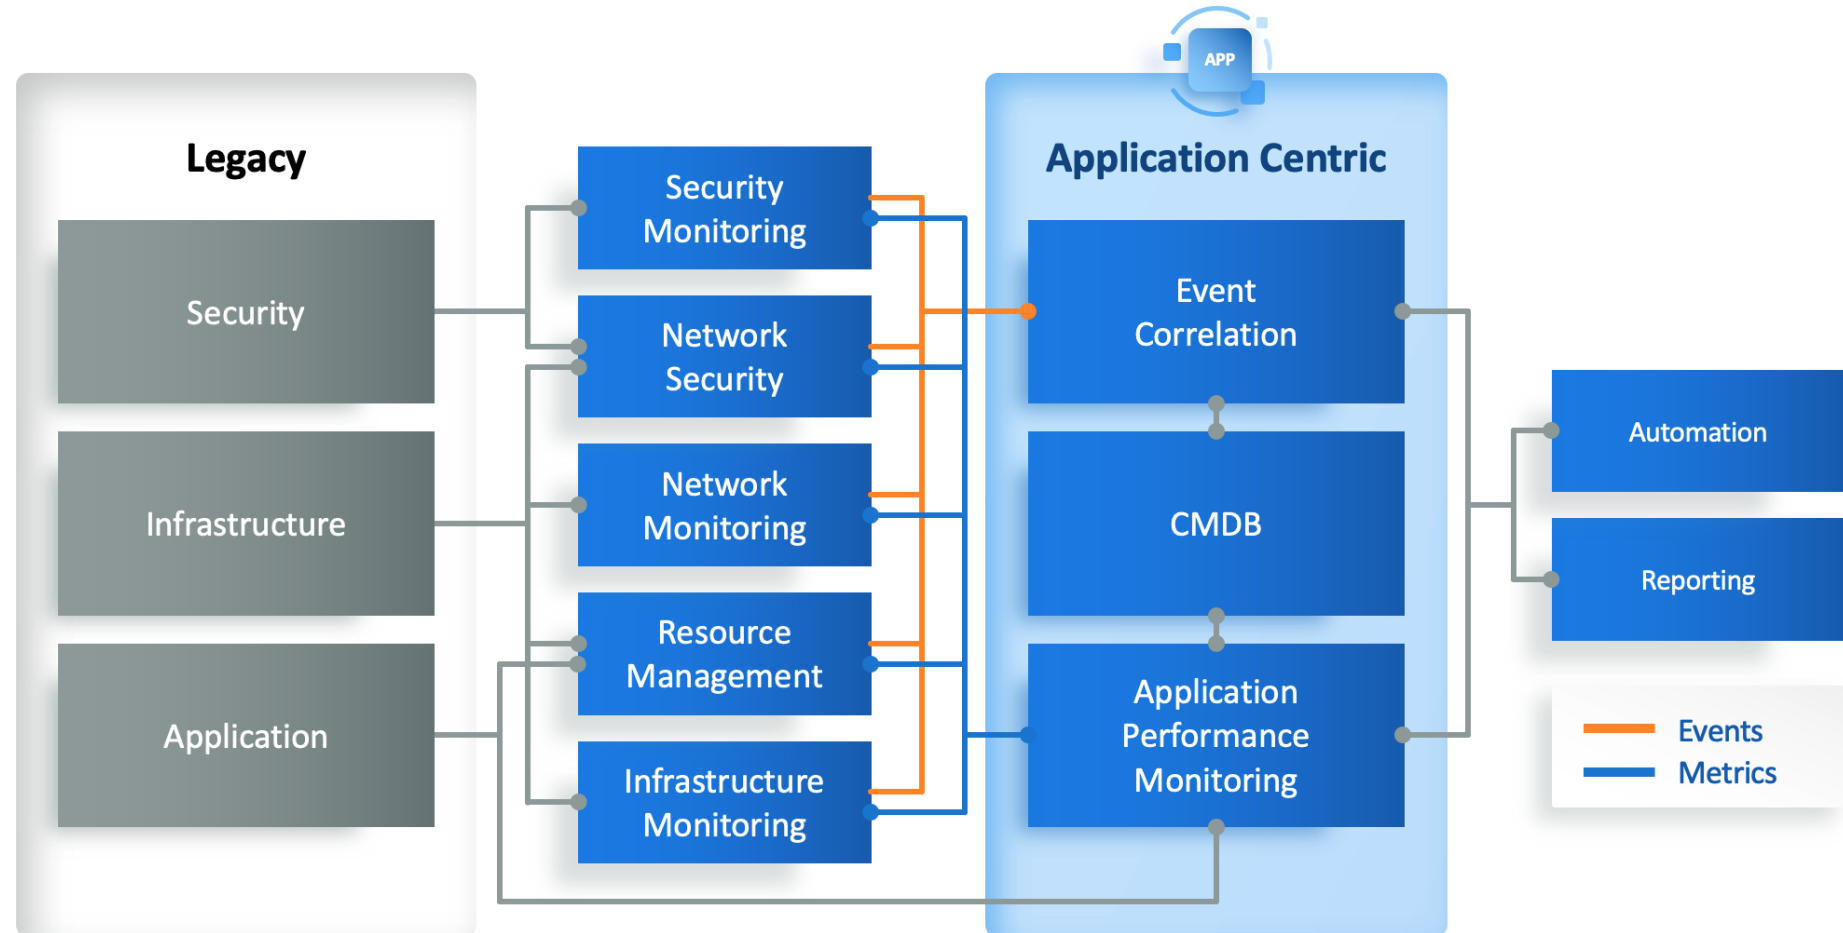 APP
Legacy
Application Centric
Security
Infrastructure
Application
Security
Monitoring
Network
Security
Network
Monitoring
Resource
Management
Infrastructure
Monitoring
Event
Correlation
CMDB
Application
Performance
Monitoring
Automation
Reporting
Events
Metrics